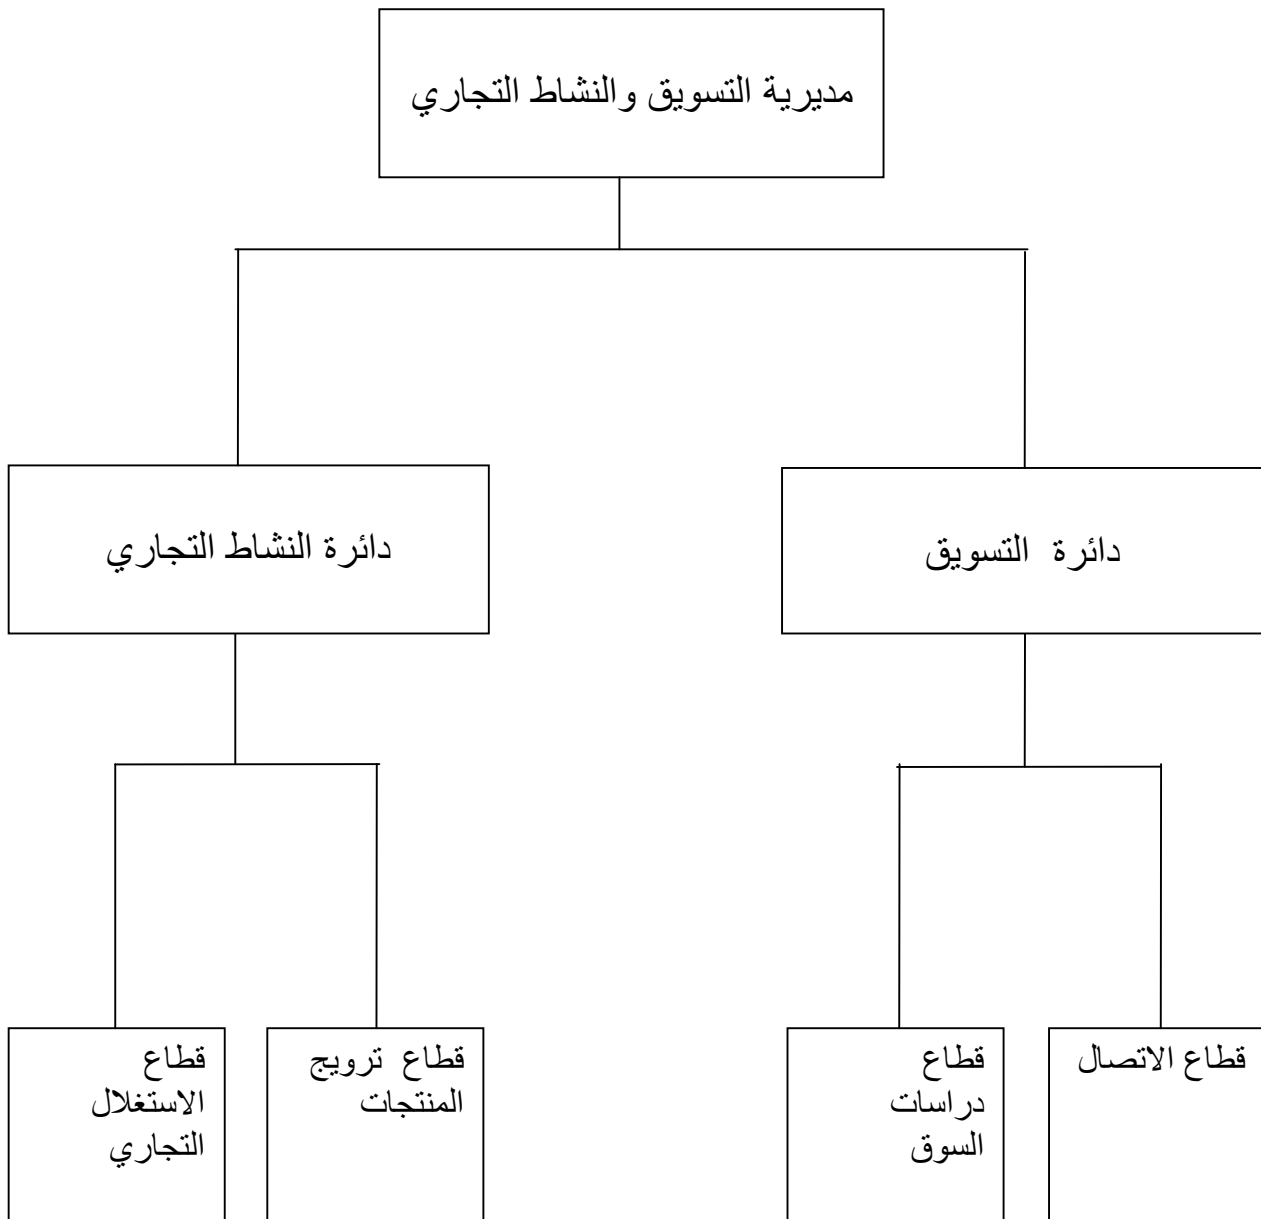 مديرية التسويق والنشاط التجاري
دائرة التسويق
دائرة النشاط التجاري
قطاع الاتصال
قطاع
دراسات
السوق
قطاع ترويج
المنتجات
قطاع
الاستغلال
التجاري